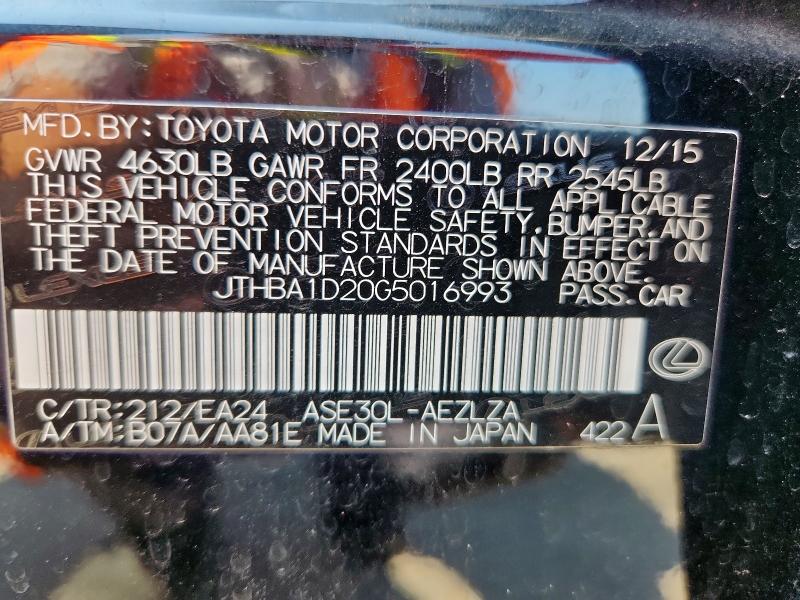 MFD.BY:TOYOTA MOTOR CORPORATION 12/15
GVWR 4630LB GAWR FR 2400LB RR 2545LB
THIS VEHICLE CONFORMS TO ALL APPLICABLE
FEDERAL MOTOR VEHICLE SAFETY,BUMPER,AND
THEFT PREVENTION STANDARDS IN EFFECT ON
THE DATE OF MANUFACTURE SHOWN ABOVE.
JTHBA1D20G5016993 PASS.CAR
C/TR:212/EA24 ASE30L-AEZLZA
A/TM:B07A/AA81E MADE IN JAPAN 422 A